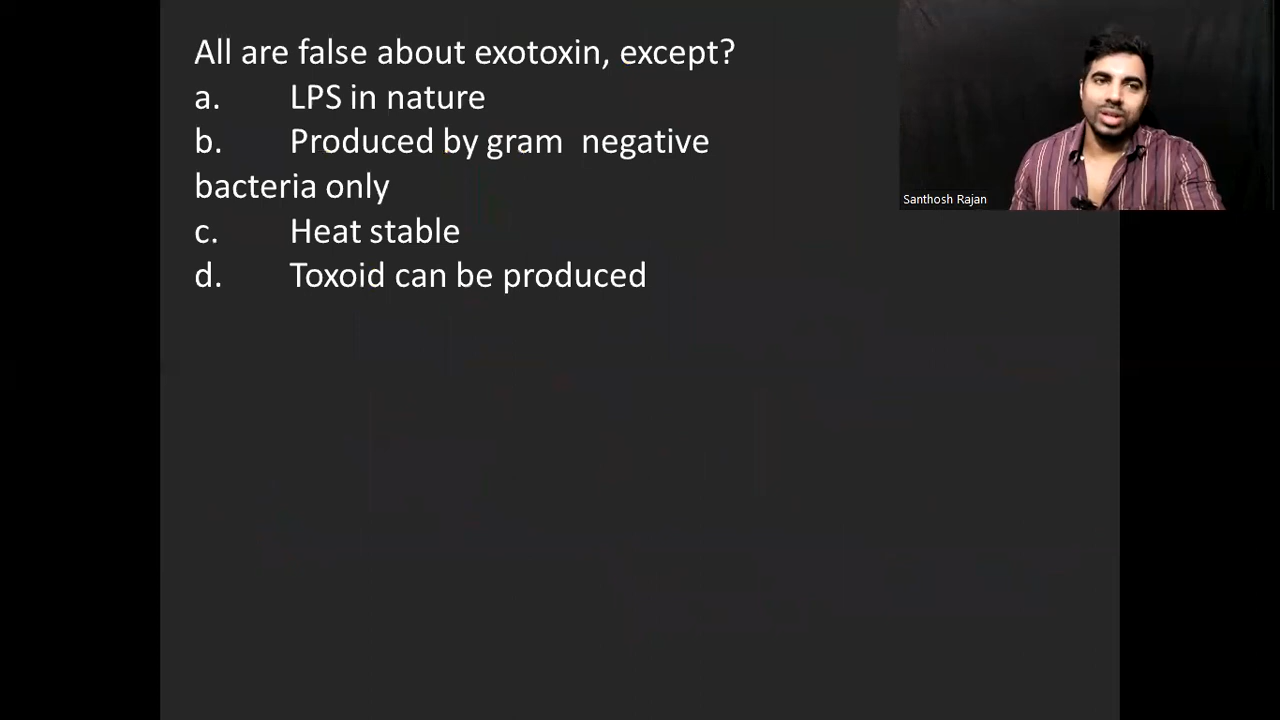 All are false about exotoxin, except?
a. LPS in nature
b. Produced by gram  negative
bacteria only
c. Heat stable
d. Toxoid can be produced
Santhosh Rajan